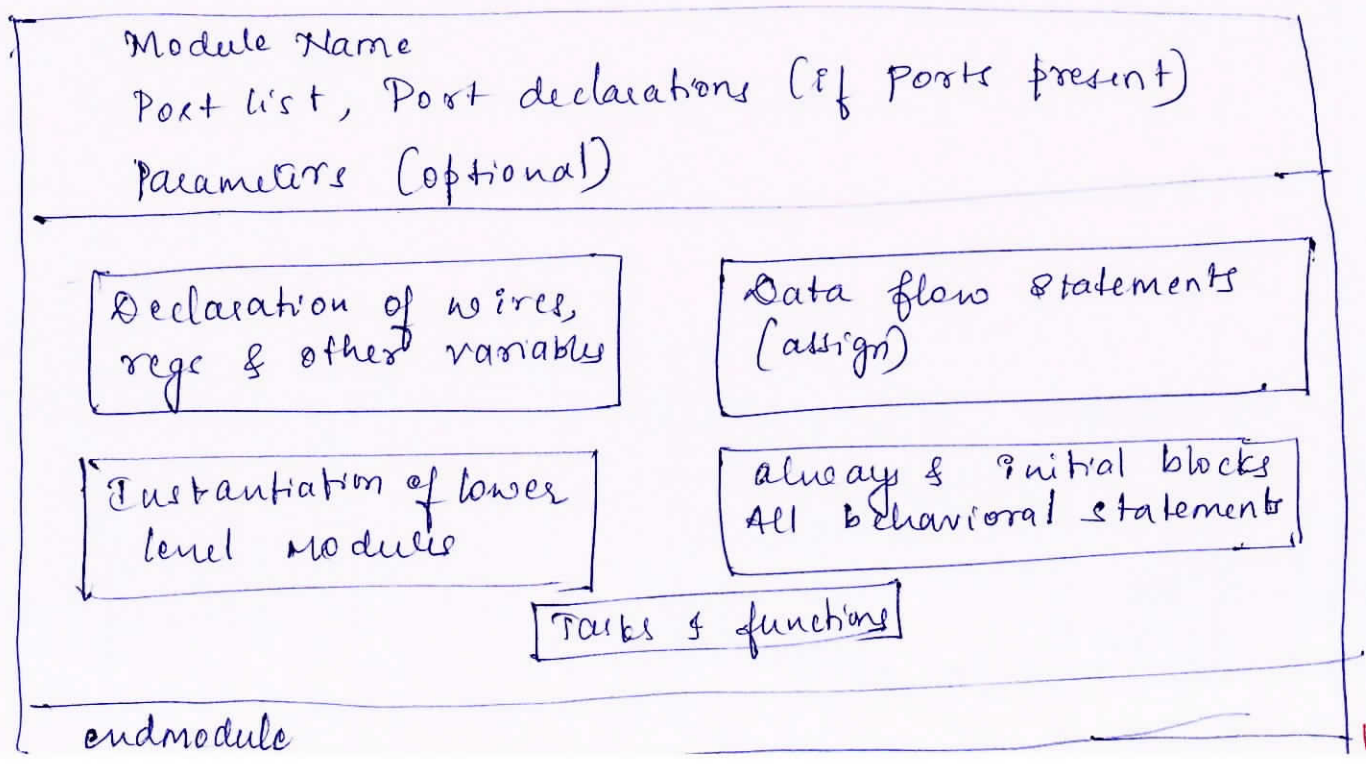 Module Name
Port list, Port declarations (if ports present)
Parameters (optional)
Declaration of wires,
regs & other variables
Data flow statements
(assign)
Instantiation of lower
level modules
always & initial blocks
All behavioral statements
Tasks & functions
endmodule